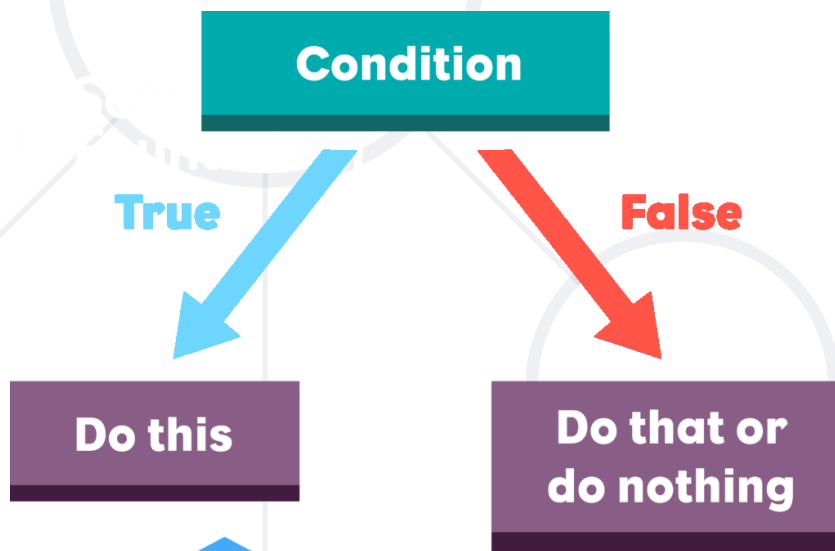 Condition
True
False
Do this
Do that or
do nothing